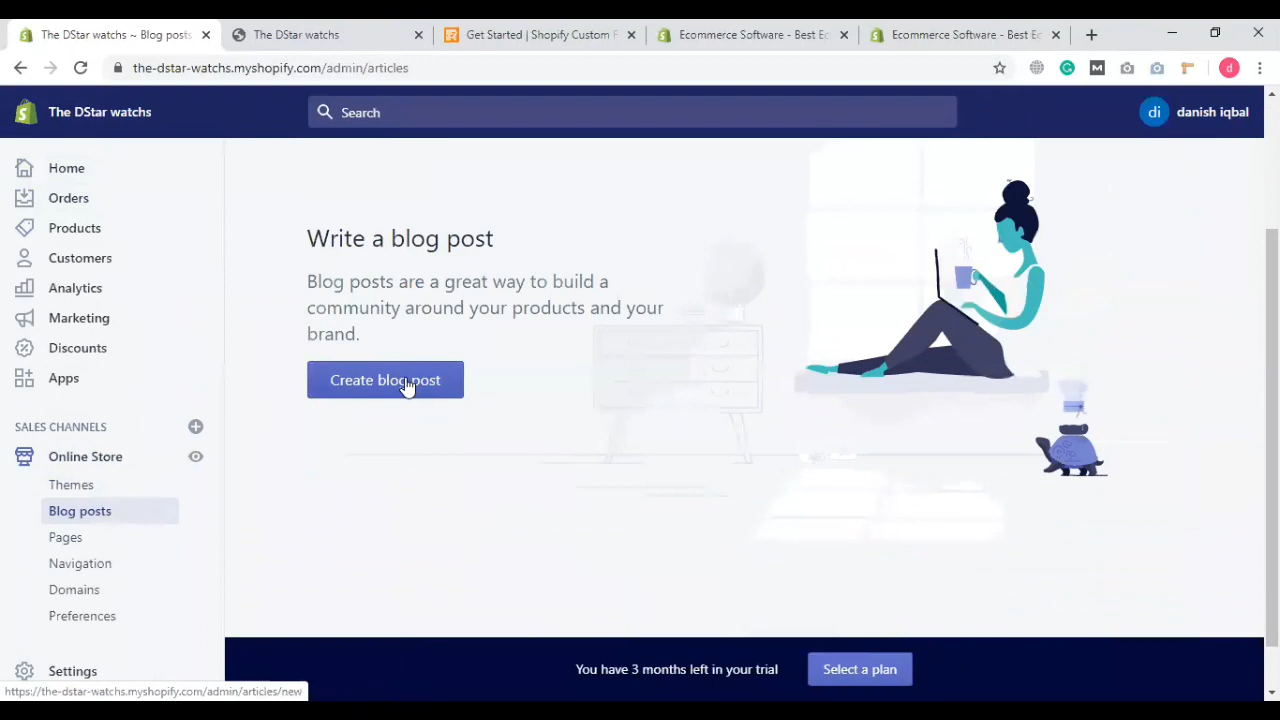 The DStar watchs ~ Blog posts
The DStar watchs
Get Started | Shopify Custom F
Ecommerce Software - Best Ec
Ecommerce Software - Best Ec
the-dstar-watchs.myshopify.com/admin/articles
The DStar watchs
Search
di
danish iqbal
Home
Orders
Products
Customers
Analytics
Marketing
Discounts
Apps
SALES CHANNELS
Online Store
Themes
Blog posts
Pages
Navigation
Domains
Preferences
Settings
Write a blog post
Blog posts are a great way to build a
community around your products and your
brand.
Create blog post
You have 3 months left in your trial
Select a plan
https://the-dstar-watchs.myshopify.com/admin/articles/new